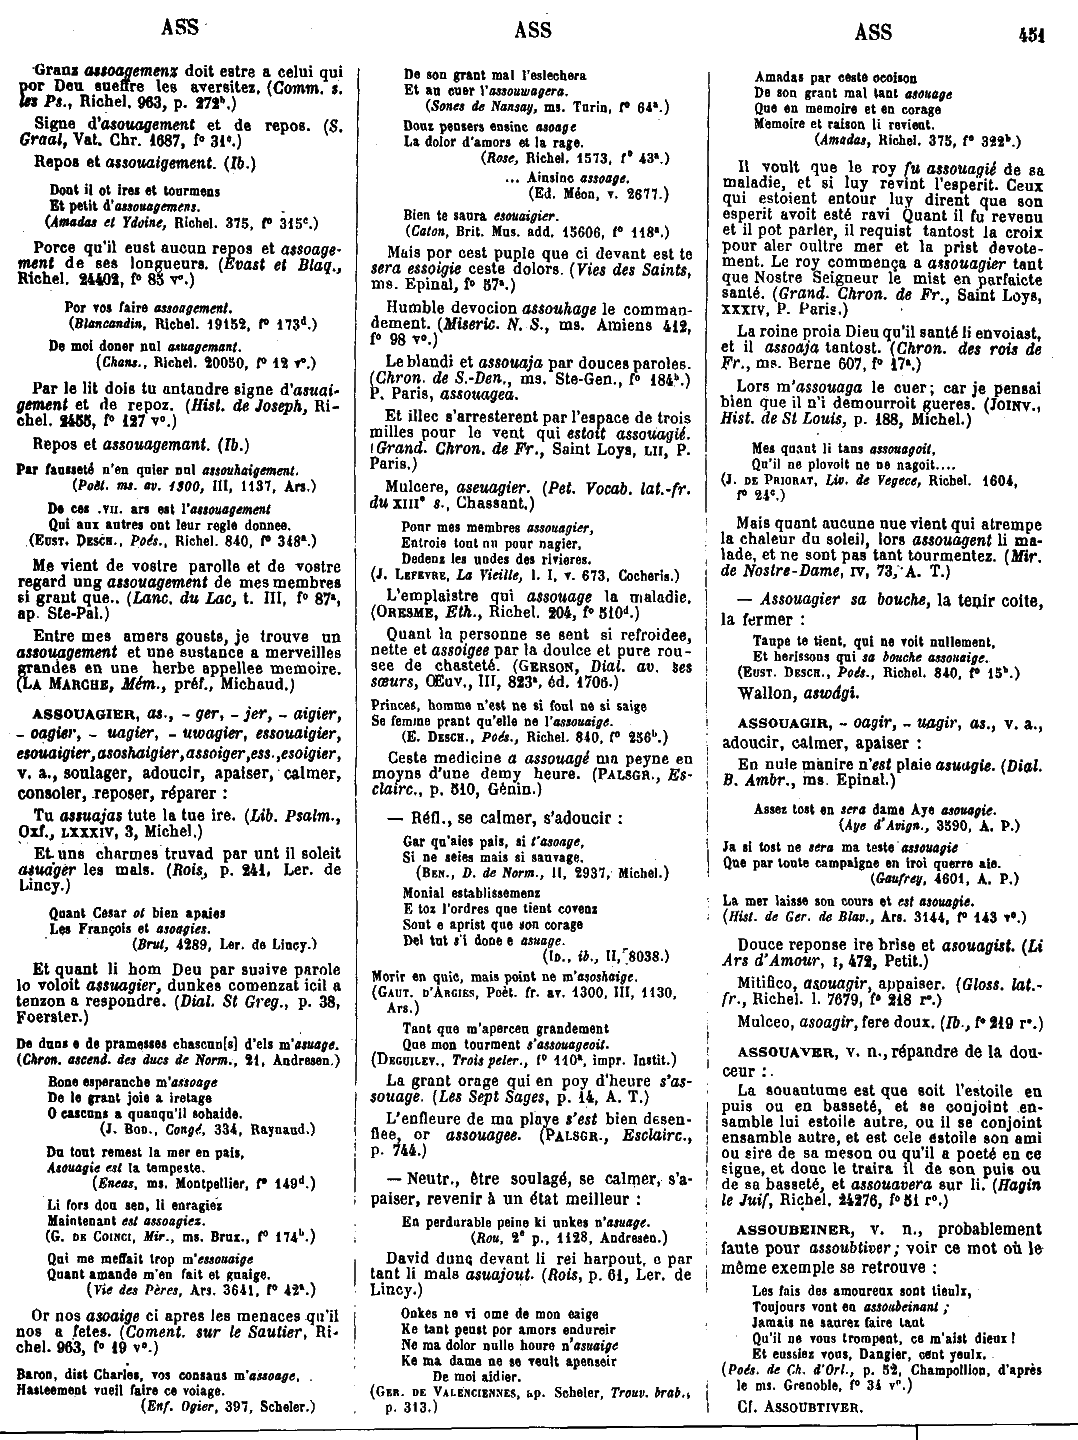 ASS
ASS
ASS
451
Granz assoagemenz doit estre a celui qui
por Deu sueffre les aversitez. (Comm. s.
les Ps., Richel. 963, p. 272ᵇ.)
Signe d'asouagement et de repos. (S.
Graal, Vat. Chr. 1687, fº 31ᶜ.)
Repos et assouaigement. (Ib.)
Dont il ot ires et tourmens
Et petit d'assouagemens.
(Amadas et Ydoine, Richel. 375, fº 315ᶜ.)
Porce qu'il eust aucun repos et assoage-
ment de ses longueurs. (Evast et Blaq.,
Richel. 24402, fº 85 vº.)
Por vos faire assoagement.
(Blancandin, Richel. 19152, fº 173ᵈ.)
De moi doner nul asuagemant.
(Chans., Richel. 20050, fº 12 rº.)
Par le lit dois tu antandre signe d'asuai-
gement et de repoz. (Hist. de Joseph, Ri-
chel. 2455, fº 127 vº.)
Repos et assouagemant. (Ib.)
Par fausseté n'en quier nul assouhaigement.
(Poët. ms. av. 1300, III, 1137, Ars.)
De ces .VII. ars est l'assouagement
Qui aux autres ont leur regle donnee.
(EUST. DESCH., Poés., Richel. 840, fº 348ᵃ.)
Me vient de vostre parolle et de vostre
regard ung assouagement de mes membres
si grant que.. (Lanc. du Lac, t. III, fº 87ᵃ,
ap. Ste-Pal.)
Entre mes amers gousts, je trouve un
assouagement et une sustance a merveilles
grandes en une herbe appellee memoire.
(LA MARCHE, Mém., préf., Michaud.)
ASSOUAGIER, as., - ger, - jer, - aigier,
- oagier, - uagier, - uwagier, essouaigier,
esouaigier, asoshaigier, assoiger, ess., esoigier,
v. a., soulager, adoucir, apaiser, calmer,
consoler, reposer, réparer :
Tu assuajas tute la tue ire. (Lib. Psalm.,
Oxf., LXXXIV, 3, Michel.)
Et uns charmes truvad par unt il soleit
asuager les mals. (Rois, p. 241, Ler. de
Lincy.)
Quant Cesar ot bien apaies
Les François et asoagies.
(Brut, 4289, Ler. de Lincy.)
Et quant li hom Deu par suaive parole
lo voloit assuagier, dunkes comenzat icil a
tenzon a respondre. (Dial. St Greg., p. 38,
Foerster.)
De duns e de pramesses chascun[s] d'els m'asuage.
(Chron. ascend. des ducs de Norm., 21, Andresen.)
Bone esperanche m'assoage
De le grant joie a iretage
O cascuns a quanqu'il sohaide.
(J. BOD., Congé, 334, Raynaud.)
Du tout remest la mer en pais,
Asouagie est la tempeste.
(Eneas, ms. Montpellier, fº 149ᵈ.)
Li fors dou sen, li enragiez
Maintenant est assoagiez.
(G. DE COINCI, Mir., ms. Brux., fº 174ᵇ.)
Qui me meffait trop m'essouaige
Quant amande m'en fait et gnaige.
(Vie des Pères, Ars. 3641, fº 42ᵃ.)
Or nos asoaige ci apres les menaces qu'il
nos a fetes. (Coment. sur le Sautier, Ri-
chel. 963, fº 19 vº.)
Baron, dist Charles, vos consaus m'assoage,
Hasteement vueil faire ce voiage.
(Enf. Ogier, 397, Scheler.)
De son grant mal l'eslechera
Et au cuer l'assouwagera.
(Sones de Nansay, ms. Turin, fº 64ᵃ.)
Douz pensers ensinc asoage
La dolor d'amors et la rage.
(Rose, Richel. 1573, fº 43ᵃ.)
... Ainsinc assoage.
(Ed. Méon, v. 2677.)
Bien te saura esouaigier.
(Caton, Brit. Mus. add. 15606, fº 118ᵃ.)
Mais por cest puple que ci devant est te
sera essoigie ceste dolors. (Vies des Saints,
ms. Epinal, fº 57ᵃ.)
Humble devocion assouhage le comman-
dement. (Miseric. N. S., ms. Amiens 412,
fº 98 vº.)
Le blandi et assouaja par douces paroles.
(Chron. de S.-Den., ms. Ste-Gen., fº 184ᵇ.)
P. Paris, assouagea.
Et illec s'arresterent par l'espace de trois
milles pour le vent qui estoit assouagié.
(Grand. Chron. de Fr., Saint Loys, LII, P.
Paris.)
Mulcere, aseuagier. (Pet. Vocab. lat.-fr.
du XIIIᵉ s., Chassant.)
Pour mes membres assouagier,
Entrois tout nu pour nagier,
Dedenz les undes des rivieres.
(J. LEFEVRE, La Vieille, l. I, v. 673, Cocheris.)
L'emplaistre qui assouage la maladie.
(ORESME, Eth., Richel. 204, fº 510ᵈ.)
Quant la personne se sent si refroidee,
nette et assoigee par la doulce et pure rou-
see de chasteté. (GERSON, Dial. av. ses
sœurs, Œuv., III, 823ᵃ, éd. 1706.)
Princes, homme n'est ne si foul ne si saige
Se femine prant qu'elle ne l'assouaige.
(E. DESCH., Poés., Richel. 840, fº 256ᵇ.)
Ceste medicine a assouagé ma peyne en
moyns d'une demy heure. (PALSGR., Es-
clairc., p. 510, Génin.)
— Réfl., se calmer, s'adoucir :
Gar qu'aies pais, si t'asoage,
Si ne seies mais si sauvage.
(BEN., D. de Norm., II, 2937, Michel.)
Monial establissemenz
E toz l'ordres que tient covenz
Sont e aprist que son corage
Del tut s'i done e asuage.
(ID., ib., II, 8038.)
Morir en quic, mais point ne m'asoshaige.
(GAUT. D'ARGIES, Poèt. fr. av. 1300, III, 1130,
Ars.)
Tant que m'aperceu grandement
Que mon tourment s'assouageoit.
(DEGUILEV., Trois peler., fº 110ᵃ, impr. Instit.)
La grant orage qui en poy d'heure s'as-
souage. (Les Sept Sages, p. 14, A. T.)
L'enfleure de ma playe s'est bien desen-
flee, or assouagee. (PALSGR., Esclairc.,
p. 744.)
— Neutr., être soulagé, se calmer, s'a-
paiser, revenir à un état meilleur :
En perdurable peine ki unkes n'asuage.
(Rou, 2ᵉ p., 1128, Andresen.)
David dunq devant li rei harpout, e par
tant li mals asuajout. (Rois, p. 61, Ler. de
Lincy.)
Onkes ne vi ome de mon eaige
Ke tant peust por amors endureir
Ne ma dolor nulle houre n'asuaige
Ke ma dame ne se veult apenseir
De moi aidier.
(GER. DE VALENCIENNES, ap. Scheler, Trouv. brab.,
p. 313.)
Amadas par ceste ocoison
De son grant mal tant asouage
Que en memoire et en corage
Memoire et raison li revient.
(Amadas, Richel. 375, fº 322ᵇ.)
Il voult que le roy fu assouagié de sa
maladie, et si luy revint l'esperit. Ceux
qui estoient entour luy dirent que son
esperit avoit esté ravi Quant il fu revenu
et il pot parler, il requist tantost la croix
pour aler oultre mer et la prist devote-
ment. Le roy commença a assouagier tant
que Nostre Seigneur le mist en parfaicte
santé. (Grand. Chron. de Fr., Saint Loys,
XXXIV, P. Paris.)
La roine proia Dieu qu'il santé li envoiast,
et il assoaja tantost. (Chron. des rois de
Fr., ms. Berne 607, fº 17ᵃ.)
Lors m'assouaga le cuer ; car je pensai
bien que il n'i demourroit gueres. (JOINV.,
Hist. de St Louis, p. 188, Michel.)
Mes quant li tans assouagoit,
Qu'il ne plovoit ne ne nagoit....
(J. DE PRIORAT, Liv. de Vegece, Richel. 1604,
fº 24ᶜ.)
Mais quant aucune nue vient qui atrempe
la chaleur du soleil, lors assouagent li ma-
lade, et ne sont pas tant tourmentez. (Mir.
de Nostre-Dame, IV, 73, A. T.)
— Assouagier sa bouche, la tenir coite,
la fermer :
Taupe te tient, qui ne voit nullement,
Et herissons qui sa bouche assouaige.
(EUST. DESCH., Poés., Richel. 840, fº 15ᵇ.)
Wallon, aswági.
ASSOUAGIR, - oagir, - uagir, as., v. a.,
adoucir, calmer, apaiser :
En nule manire n'est plaie asuagie. (Dial.
B. Ambr., ms. Epinal.)
Assez tost en sera dame Aye asouagie.
(Aye d'Avign., 3590, A. P.)
Ja si tost ne sera ma teste assouagie
Que par toute campaigne en iroi querre aie.
(Gaufrey, 4601, A. P.)
La mer laisse son cours et est asouagie.
(Hist. de Ger. de Blav., Ars. 3144, fº 143 vº.)
Douce reponse ire brise et asouagist. (Li
Ars d'Amour, I, 472, Petit.)
Mitifico, asouagir, appaiser. (Gloss. lat.-
fr., Richel. l. 7679, fº 218 rº.)
Mulceo, asoagir, fere doux. (Ib., fº 219 rº.)
ASSOUAVER, v. n., répandre de la dou-
ceur :
La souantume est que soit l'estoile en
puis ou en basseté, et se conjoint en-
samble lui estoile autre, ou il se conjoint
ensamble autre, et est cele estoile son ami
ou sire de sa meson ou qu'il a poeté en ce
signe, et donc le traira il de son puis ou
de sa basseté, et assouavera sur li. (Hagin
le Juif, Richel. 24276, fº 51 rº.)
ASSOUBEINER, v. n., probablement
faute pour assoubtiver ; voir ce mot où le
même exemple se retrouve :
Les fais des amoureux sont tieulx,
Toujours vont en assoubeinant ;
Jamais ne saurez faire tant
Qu'il ne vous trompent, ce m'aist dieux !
Et eussiez vous, Dangier, cent yeulx.
(Poés. de Ch. d'Orl., p. 52, Champollion, d'après
le ms. Grenoble, fº 31 vº.)
Cf. ASSOUBTIVER.